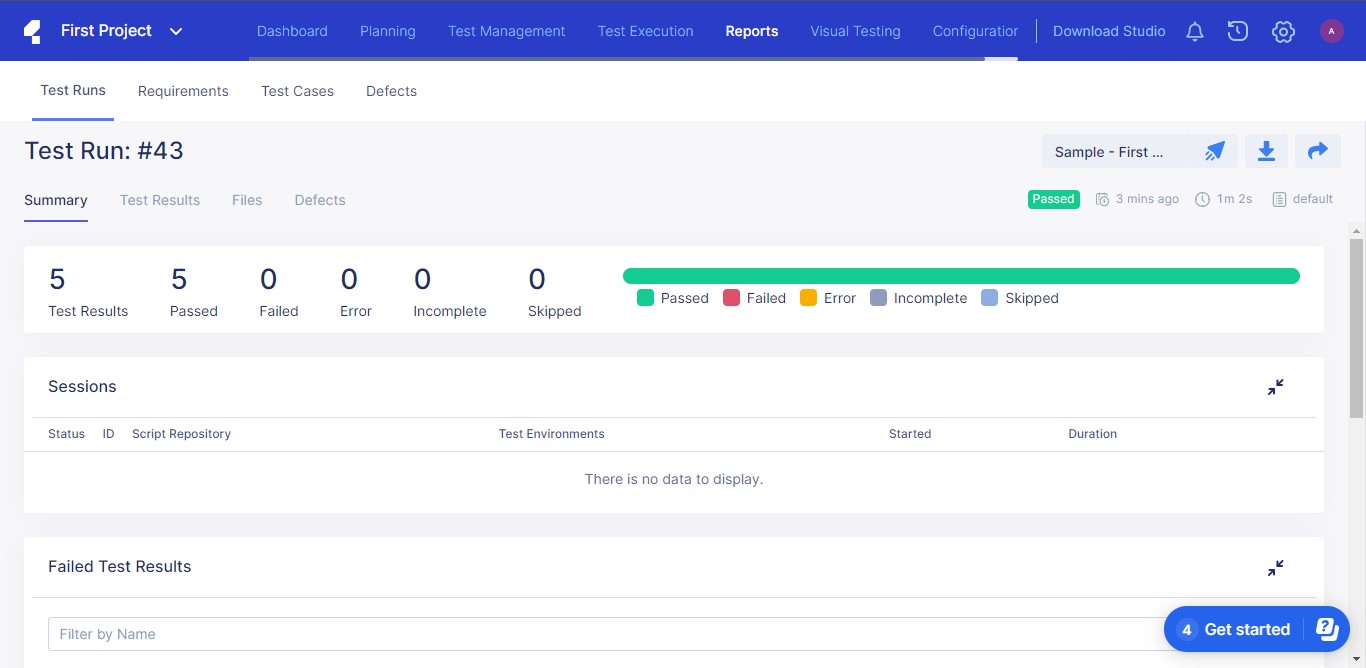 First Project
Dashboard Planning Test Management Test Execution Reports Visual Testing Configuration Download Studio A
Test Runs Requirements Test Cases Defects
Test Run: #43
Sample - First ...
Summary Test Results Files Defects
Passed 3 mins ago 1m 2s default
5 5 0 0 0 0
Test Results Passed Failed Error Incomplete Skipped
Passed Failed Error Incomplete Skipped
Sessions
Status ID Script Repository Test Environments Started Duration
There is no data to display.
Failed Test Results
Filter by Name
4 Get started